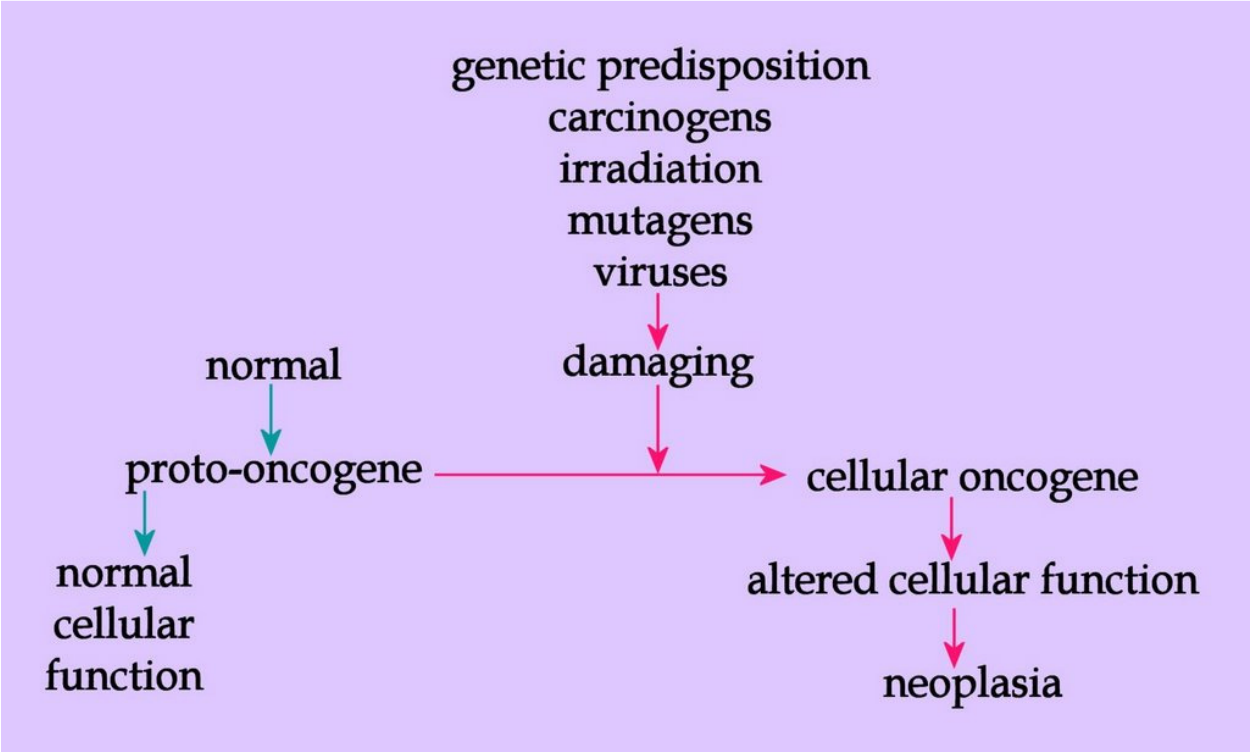 genetic predisposition
carcinogens
irradiation
mutagens
viruses
damaging
normal
proto-oncogene
cellular oncogene
normal
cellular
function
altered cellular function
neoplasia